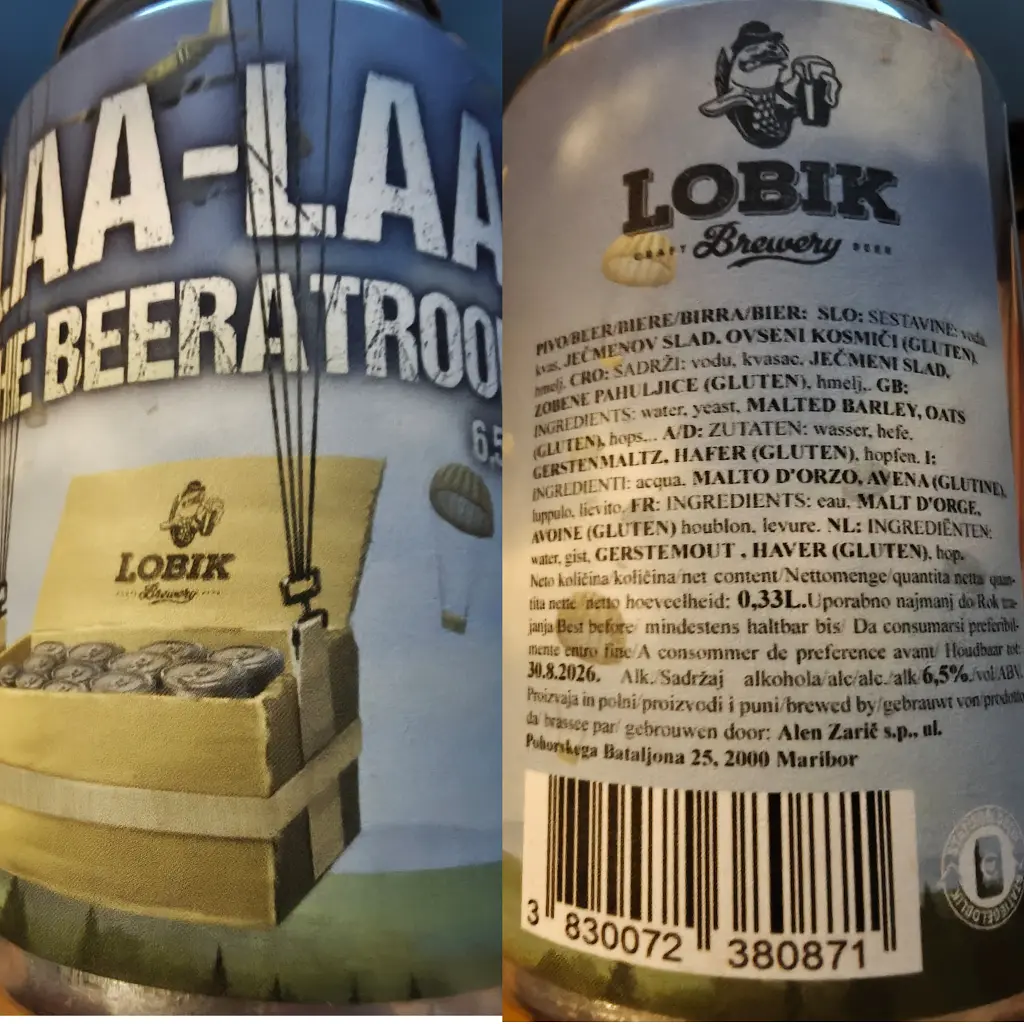 LAA-LAA
THE BEERATROO
6,5
LOBIK
Brewery
LOBIK
CRAFT Brewery BEER
PIVO/BEER/BIERE/BIRRA/BIER: SLO: SESTAVINE: voda,
kvas, JEČMENOV SLAD, OVSENI KOSMIČI (GLUTEN),
hmelj. CRO: SADRŽI: vodu, kvasac, JEČMENI SLAD,
ZOBENE PAHULJICE (GLUTEN), hmelj,. GB:
INGREDIENTS: water, yeast, MALTED BARLEY, OATS
(GLUTEN), hops... A/D: ZUTATEN: wasser, hefe,
GERSTENMALTZ, HAFER (GLUTEN), hopfen. I:
INGREDIENTI: acqua, MALTO D'ORZO, AVENA (GLUTINE),
luppulo, lievito. FR: INGREDIENTS: eau, MALT D'ORGE,
AVOINE (GLUTEN) houblon, levure. NL: INGREDIËNTEN:
water, gist, GERSTEMOUT , HAVER (GLUTEN), hop.
Neto količina/količina/net content/Nettomenge/quantita netta/ quan-
tita nette /netto hoeveelheid: 0,33L.Uporabno najmanj do/Rok tra-
janja/Best before/ mindestens haltbar bis/ Da consumarsi preferibil-
mente entro fine/A consommer de preference avant/ Houdbaar tot:
30.8.2026. Alk./Sadržaj alkohola/alc/alc./alk/6,5%./vol/ABV.
Proizvaja in polni/proizvodi i puni/brewed by/gebrauwt von/prodotto
da/ brassee par/ gebrouwen door: Alen Zarič s.p., ul.
Pohorskega Bataljona 25, 2000 Maribor
3 830072 380871